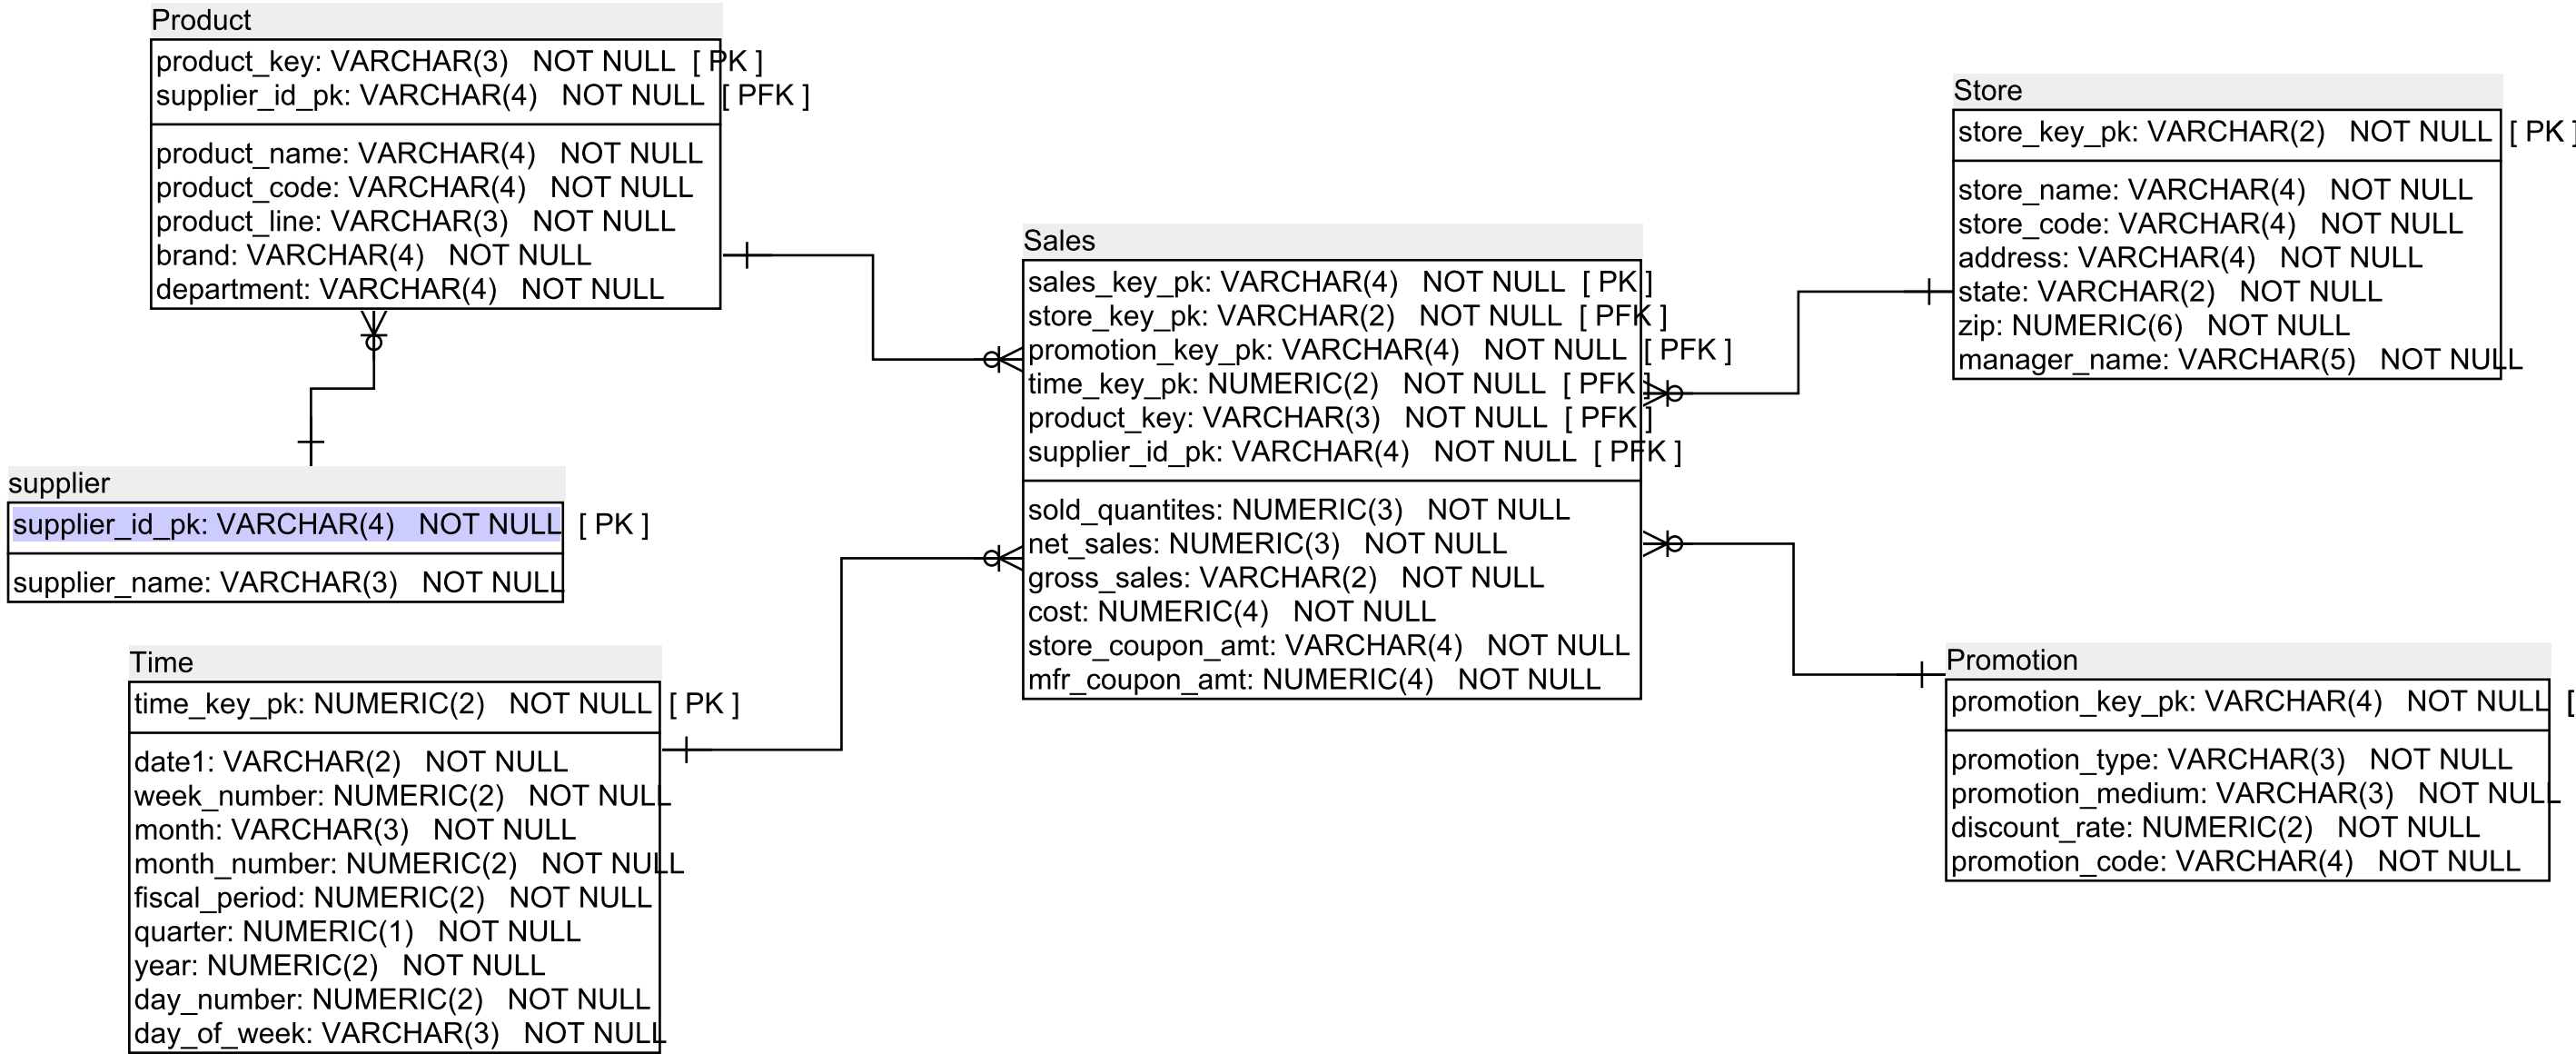 Product
product_key: VARCHAR(3) NOT NULL [ PK ]
supplier_id_pk: VARCHAR(4) NOT NULL [ PFK ]
product_name: VARCHAR(4) NOT NULL
product_code: VARCHAR(4) NOT NULL
product_line: VARCHAR(3) NOT NULL
brand: VARCHAR(4) NOT NULL
department: VARCHAR(4) NOT NULL
supplier
supplier_id_pk: VARCHAR(4) NOT NULL [ PK ]
supplier_name: VARCHAR(3) NOT NULL
Time
time_key_pk: NUMERIC(2) NOT NULL [ PK ]
date1: VARCHAR(2) NOT NULL
week_number: NUMERIC(2) NOT NULL
month: VARCHAR(3) NOT NULL
month_number: NUMERIC(2) NOT NULL
fiscal_period: NUMERIC(2) NOT NULL
quarter: NUMERIC(1) NOT NULL
year: NUMERIC(2) NOT NULL
day_number: NUMERIC(2) NOT NULL
day_of_week: VARCHAR(3) NOT NULL
Sales
sales_key_pk: VARCHAR(4) NOT NULL [ PK ]
store_key_pk: VARCHAR(2) NOT NULL [ PFK ]
promotion_key_pk: VARCHAR(4) NOT NULL [ PFK ]
time_key_pk: NUMERIC(2) NOT NULL [ PFK ]
product_key: VARCHAR(3) NOT NULL [ PFK ]
supplier_id_pk: VARCHAR(4) NOT NULL [ PFK ]
sold_quantites: NUMERIC(3) NOT NULL
net_sales: NUMERIC(3) NOT NULL
gross_sales: VARCHAR(2) NOT NULL
cost: NUMERIC(4) NOT NULL
store_coupon_amt: VARCHAR(4) NOT NULL
mfr_coupon_amt: NUMERIC(4) NOT NULL
Store
store_key_pk: VARCHAR(2) NOT NULL [ PK ]
store_name: VARCHAR(4) NOT NULL
store_code: VARCHAR(4) NOT NULL
address: VARCHAR(4) NOT NULL
state: VARCHAR(2) NOT NULL
zip: NUMERIC(6) NOT NULL
manager_name: VARCHAR(5) NOT NULL
Promotion
promotion_key_pk: VARCHAR(4) NOT NULL [
promotion_type: VARCHAR(3) NOT NULL
promotion_medium: VARCHAR(3) NOT NULL
discount_rate: NUMERIC(2) NOT NULL
promotion_code: VARCHAR(4) NOT NULL